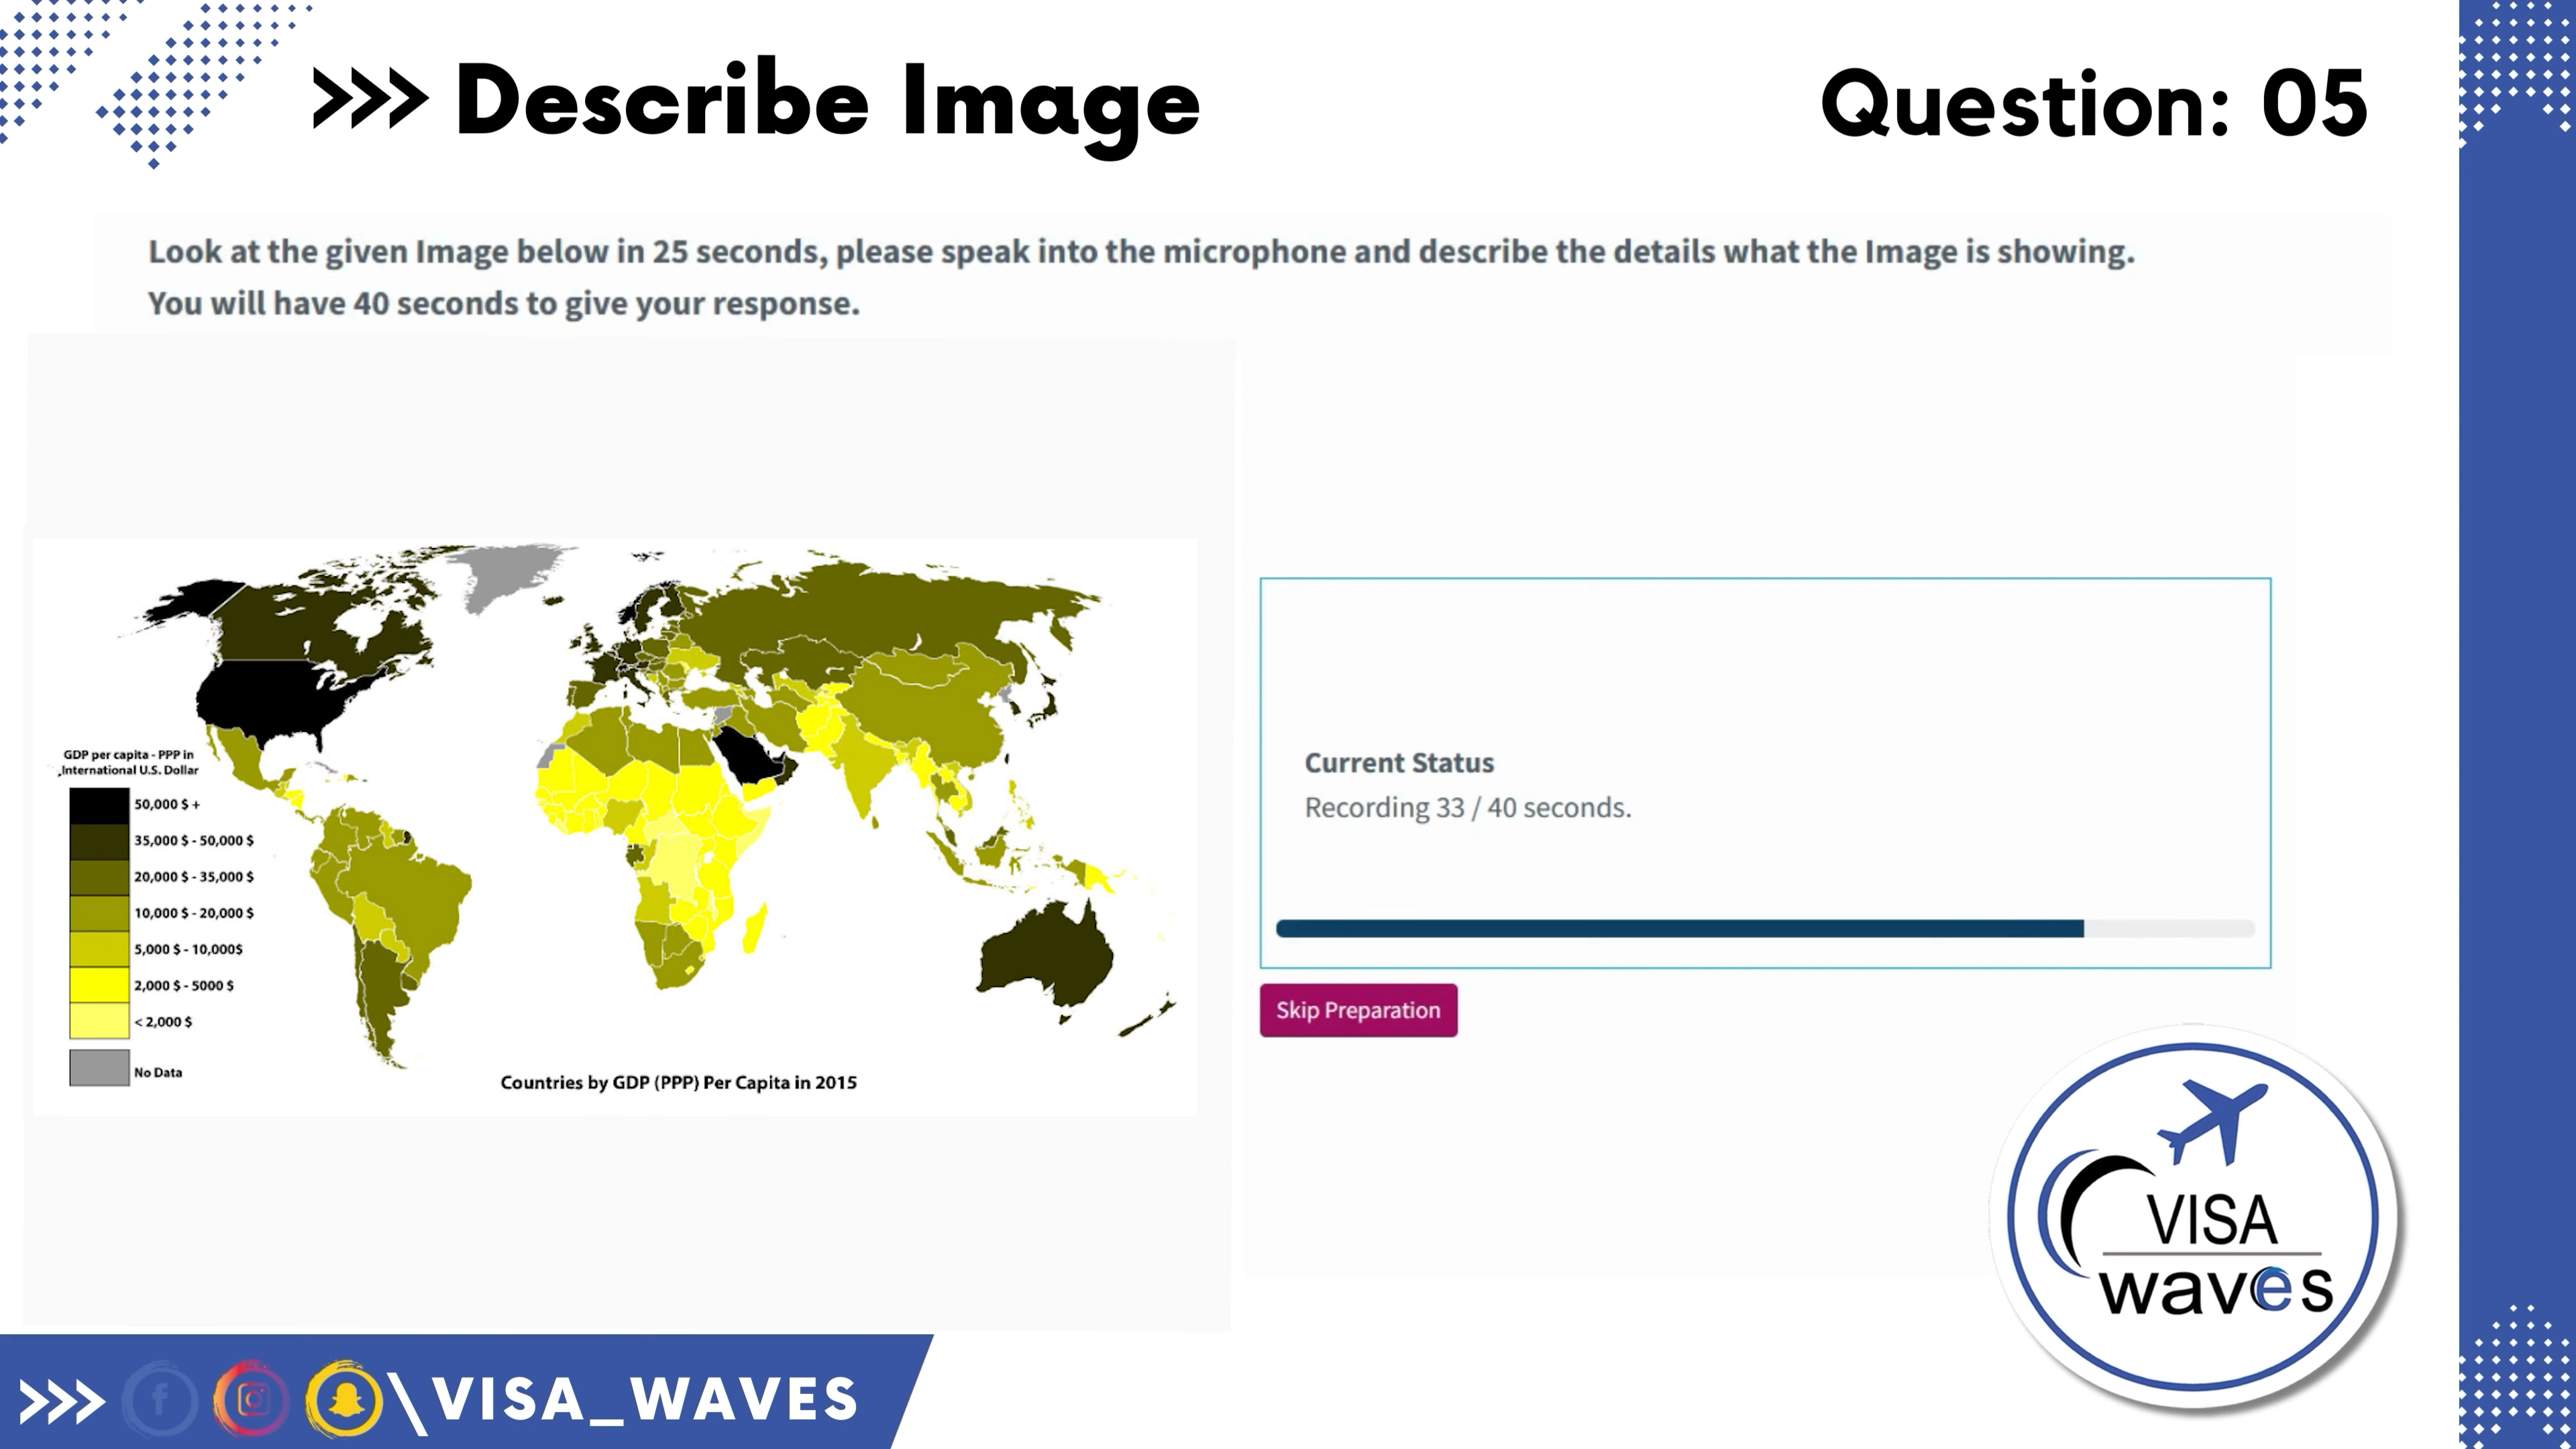 >>> Describe Image
Question: 05
Look at the given Image below in 25 seconds, please speak into the microphone and describe the details what the Image is showing.
You will have 40 seconds to give your response.
GDP per capita - PPP in
International U.S. Dollar
50,000 $ +
35,000 $ - 50,000 $
20,000 $ - 35,000 $
10,000 $ - 20,000 $
5,000 $ - 10,000$
2,000 $ - 5000 $
< 2,000 $
No Data
Countries by GDP (PPP) Per Capita in 2015
Current Status
Recording 33 / 40 seconds.
Skip Preparation
VISA
waves
>>> \VISA_WAVES